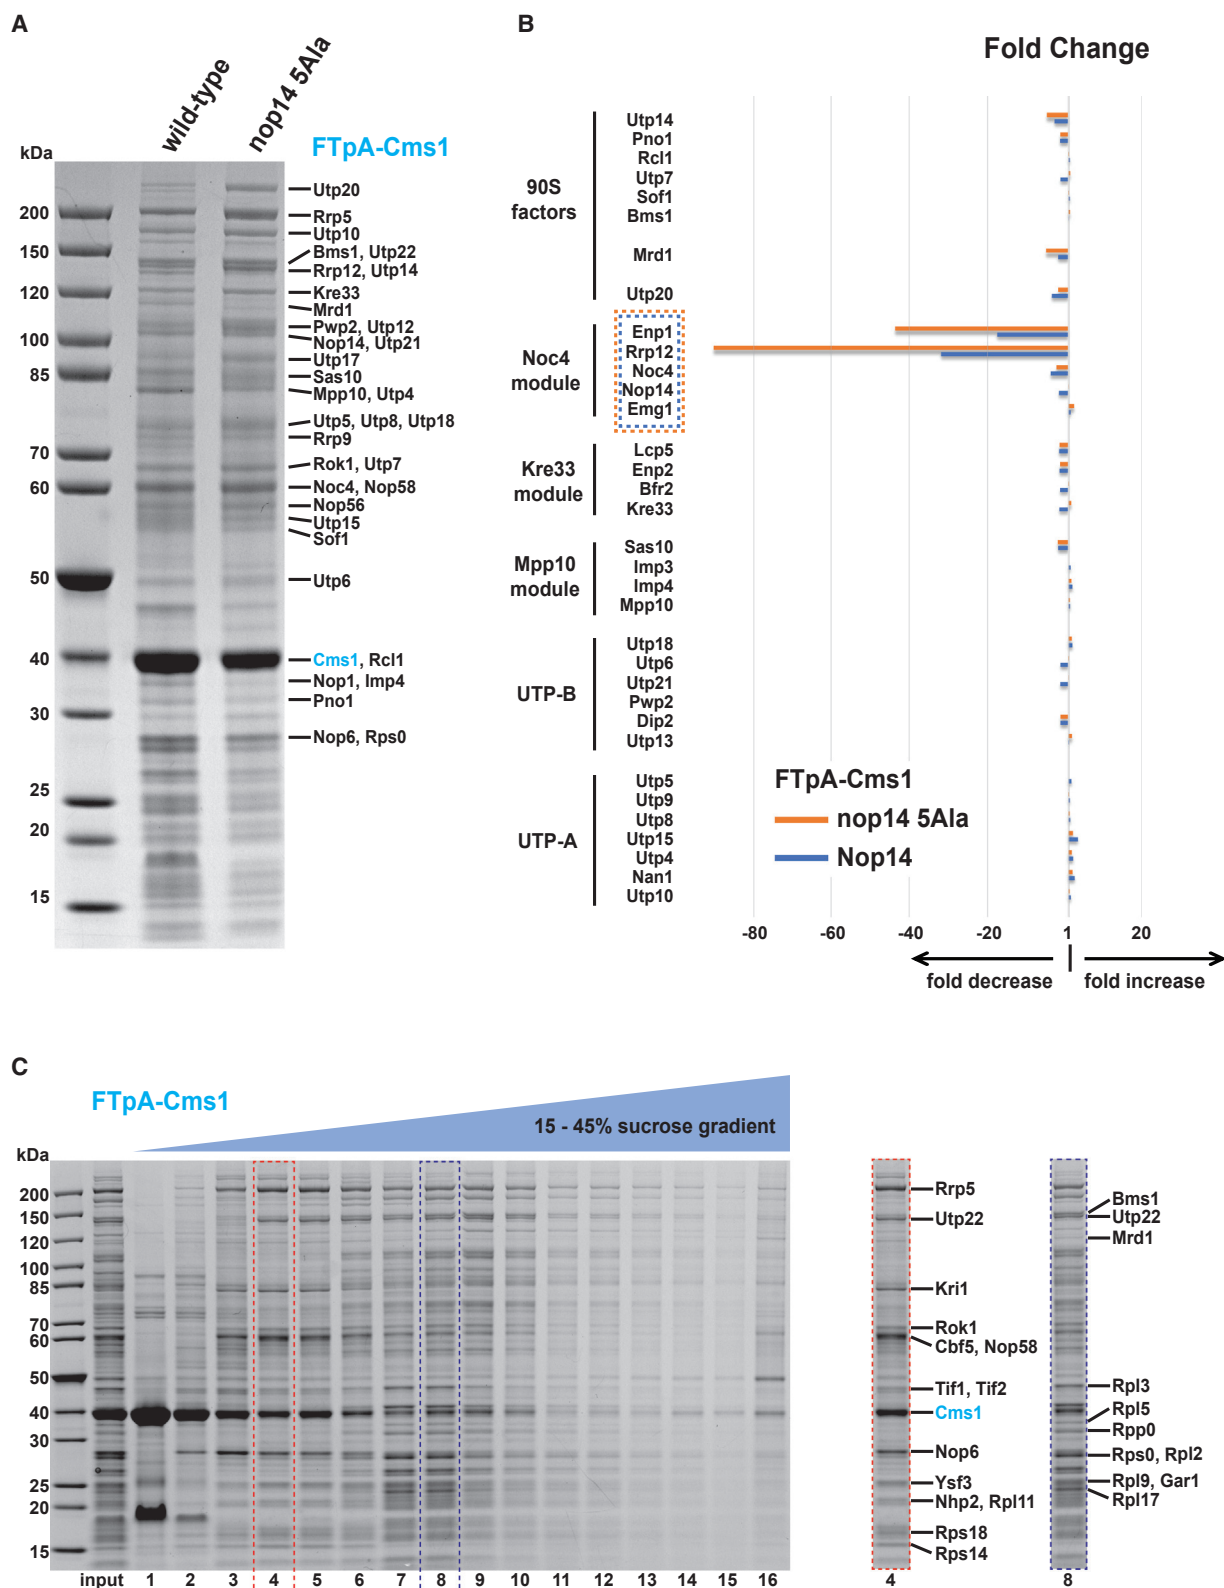 A
wild-type
nop14 5Ala
FTpA-Cms1
kDa
200
150
120
100
85
70
60
50
40
30
25
20
15
Utp20
Rrp5
Utp10
Bms1, Utp22
Rrp12, Utp14
Kre33
Mrd1
Pwp2, Utp12
Nop14, Utp21
Utp17
Sas10
Mpp10, Utp4
Utp5, Utp8, Utp18
Rrp9
Rok1, Utp7
Noc4, Nop58
Nop56
Utp15
Sof1
Utp6
Cms1, Rcl1
Nop1, Imp4
Pno1
Nop6, Rps0
B
Fold Change
90S
factors
Utp14
Pno1
Rcl1
Utp7
Sof1
Bms1
Mrd1
Utp20
Noc4
module
Enp1
Rrp12
Noc4
Nop14
Emg1
Kre33
module
Lcp5
Enp2
Bfr2
Kre33
Mpp10
module
Sas10
Imp3
Imp4
Mpp10
UTP-B
Utp18
Utp6
Utp21
Pwp2
Dip2
Utp13
UTP-A
Utp5
Utp9
Utp8
Utp15
Utp4
Nan1
Utp10
FTpA-Cms1
nop14 5Ala
Nop14
-80 -60 -40 -20 1 20
fold decrease fold increase
C
FTpA-Cms1
15 - 45% sucrose gradient
kDa
200
150
120
100
85
70
60
50
40
30
25
20
15
input 1 2 3 4 5 6 7 8 9 10 11 12 13 14 15 16
Rrp5
Utp22
Kri1
Rok1
Cbf5, Nop58
Tif1, Tif2
Cms1
Nop6
Ysf3
Nhp2, Rpl11
Rps18
Rps14
4
Bms1
Utp22
Mrd1
Rpl3
Rpl5
Rpp0
Rps0, Rpl2
Rpl9, Gar1
Rpl17
8